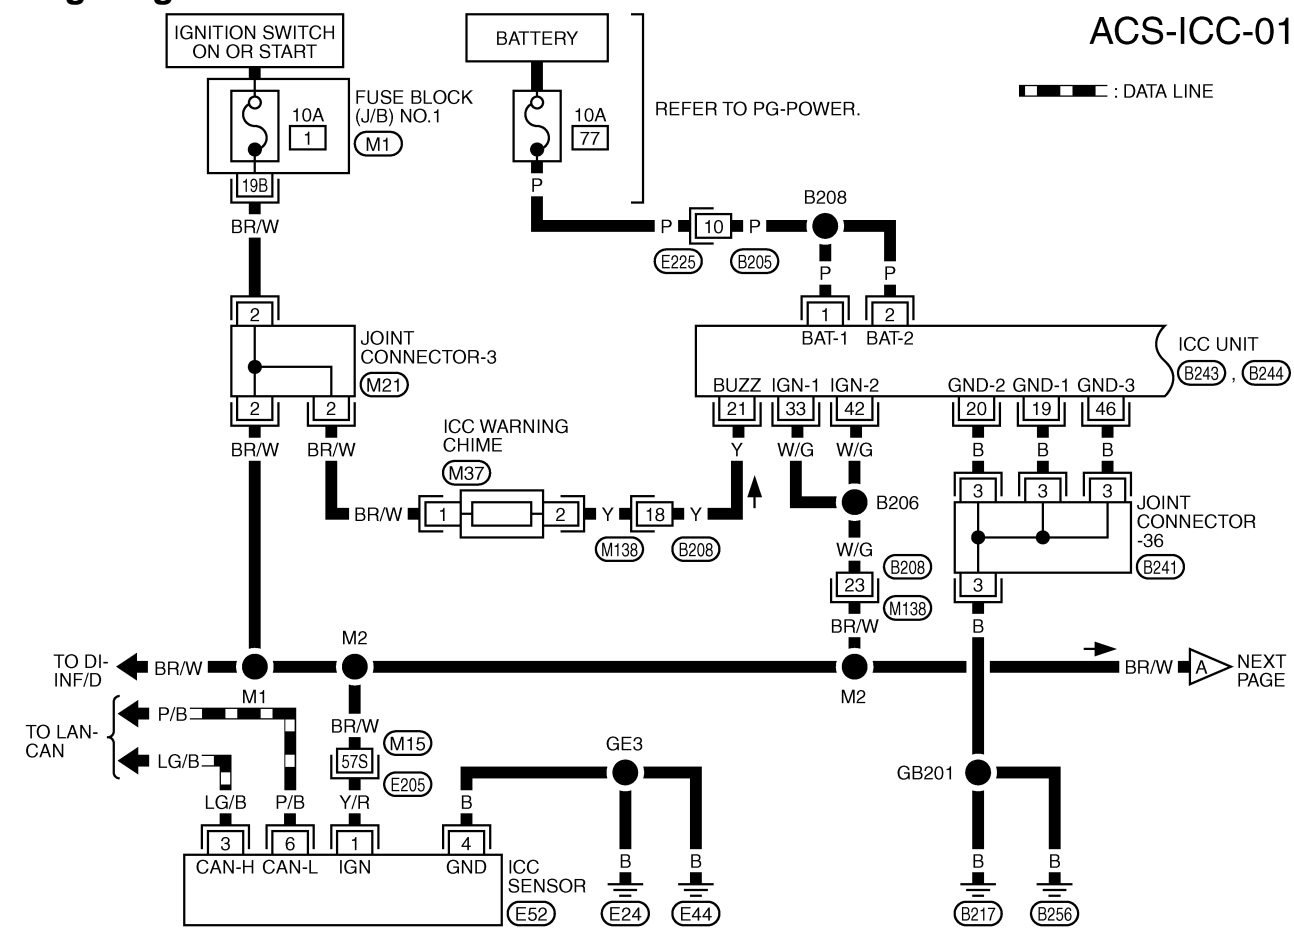 IGNITION SWITCH
ON OR START
BATTERY
ACS-ICC-01
: DATA LINE
FUSE BLOCK
(J/B) NO.1
M1
10A
1
10A
77
REFER TO PG-POWER.
19B
BR/W
P
P
10
P
E225
B205
B208
P
P
2
1
2
BAT-1
BAT-2
JOINT
CONNECTOR-3
M21
ICC UNIT
B243 , B244
BUZZ
IGN-1
IGN-2
GND-2
GND-1
GND-3
2
2
21
33
42
20
19
46
BR/W
BR/W
ICC WARNING
CHIME
M37
Y
W/G
W/G
B
B
B
3
3
3
BR/W
1
2
Y
18
Y
M138
B208
B206
JOINT
CONNECTOR
-36
B241
W/G
B208
23
M138
3
BR/W
B
TO DI-
INF/D
BR/W
M1
M2
M2
BR/W
A
NEXT
PAGE
TO LAN-
CAN
P/B
LG/B
BR/W
M15
57S
E205
GE3
GB201
LG/B
P/B
Y/R
B
3
6
1
4
CAN-H
CAN-L
IGN
GND
ICC
SENSOR
E52
B
B
E24
E44
B
B
B217
B256